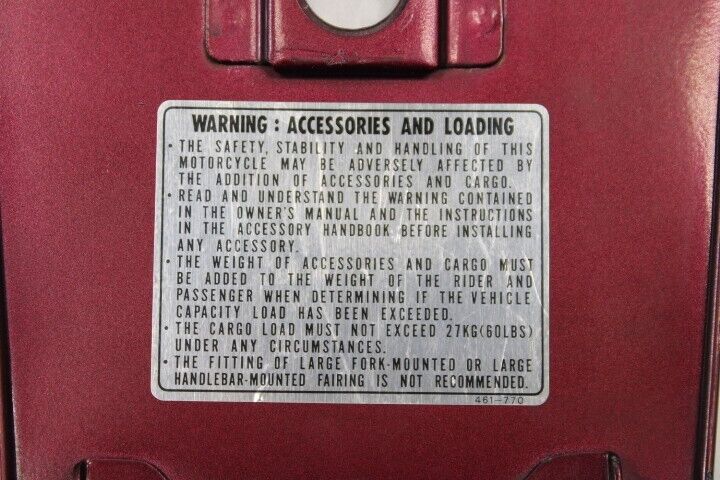 WARNING : ACCESSORIES AND LOADING
• THE SAFETY, STABILITY AND HANDLING OF THIS
MOTORCYCLE MAY BE ADVERSELY AFFECTED BY
THE ADDITION OF ACCESSORIES AND CARGO.
• READ AND UNDERSTAND THE WARNING CONTAINED
IN THE OWNER'S MANUAL AND THE INSTRUCTIONS
IN THE ACCESSORY HANDBOOK BEFORE INSTALLING
ANY ACCESSORY.
• THE WEIGHT OF ACCESSORIES AND CARGO MUST
BE ADDED TO THE WEIGHT OF THE RIDER AND
PASSENGER WHEN DETERMINING IF THE VEHICLE
CAPACITY LOAD HAS BEEN EXCEEDED.
• THE CARGO LOAD MUST NOT EXCEED 27KG(60LBS)
UNDER ANY CIRCUMSTANCES.
• THE FITTING OF LARGE FORK-MOUNTED OR LARGE
HANDLEBAR-MOUNTED FAIRING IS NOT RECOMMENDED.
461-770